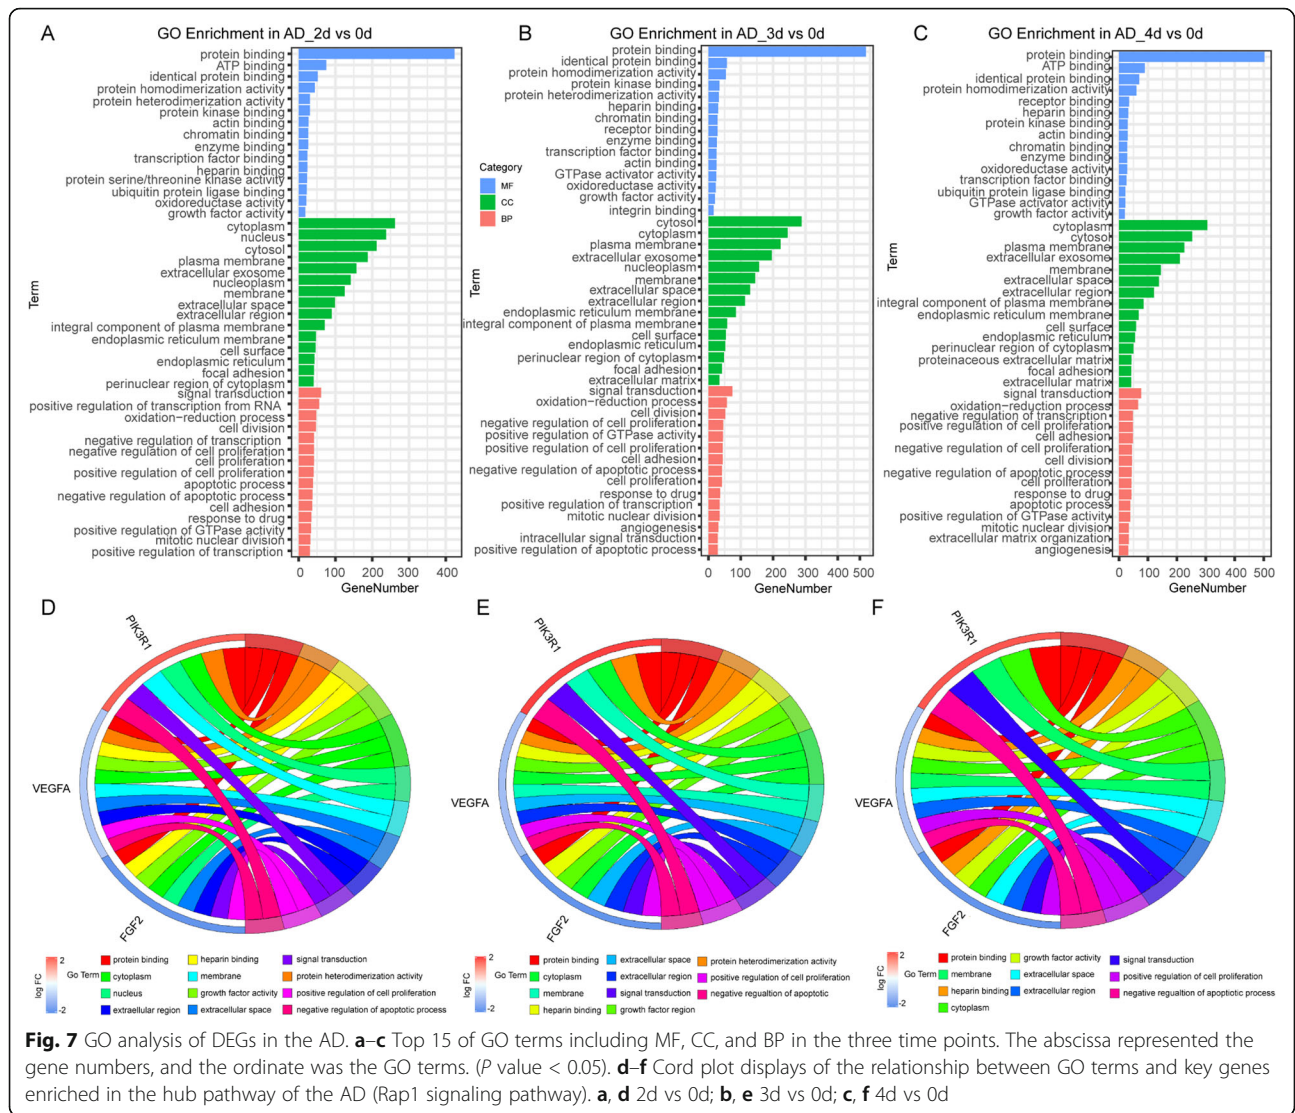 A
GO Enrichment in AD_2d vs 0d
Term
protein binding
ATP binding
identical protein binding
protein homodimerization activity
protein heterodimerization activity
protein kinase binding
actin binding
chromatin binding
enzyme binding
transcription factor binding
heparin binding
protein serine/threonine kinase activity
ubiquitin protein ligase binding
oxidoreductase activity
growth factor activity
cytoplasm
nucleus
cytosol
plasma membrane
extracellular exosome
nucleoplasm
membrane
extracellular space
extracellular region
integral component of plasma membrane
endoplasmic reticulum membrane
cell surface
endoplasmic reticulum
focal adhesion
perinuclear region of cytoplasm
signal transduction
positive regulation of transcription from RNA
oxidation-reduction process
cell division
negative regulation of transcription
negative regulation of cell proliferation
cell proliferation
positive regulation of cell proliferation
apoptotic process
negative regulation of apoptotic process
cell adhesion
response to drug
positive regulation of GTPase activity
mitotic nuclear division
positive regulation of transcription
0 100 200 300 400
GeneNumber
B
GO Enrichment in AD_3d vs 0d
Category
MF
CC
BP
Term
protein binding
identical protein binding
protein homodimerization activity
protein kinase binding
protein heterodimerization activity
heparin binding
chromatin binding
receptor binding
enzyme binding
transcription factor binding
actin binding
GTPase activator activity
oxidoreductase activity
growth factor activity
integrin binding
cytosol
cytoplasm
plasma membrane
extracellular exosome
nucleoplasm
membrane
extracellular space
extracellular region
endoplasmic reticulum membrane
integral component of plasma membrane
cell surface
endoplasmic reticulum
perinuclear region of cytoplasm
focal adhesion
extracellular matrix
signal transduction
oxidation-reduction process
cell division
negative regulation of cell proliferation
positive regulation of GTPase activity
positive regulation of cell proliferation
cell adhesion
negative regulation of apoptotic process
cell proliferation
response to drug
positive regulation of transcription
mitotic nuclear division
angiogenesis
intracellular signal transduction
positive regulation of apoptotic process
0 100 200 300 400 500
GeneNumber
C
GO Enrichment in AD_4d vs 0d
Term
protein binding
ATP binding
identical protein binding
protein homodimerization activity
receptor binding
heparin binding
protein kinase binding
actin binding
chromatin binding
enzyme binding
oxidoreductase activity
transcription factor binding
ubiquitin protein ligase binding
GTPase activator activity
growth factor activity
cytoplasm
cytosol
plasma membrane
extracellular exosome
membrane
extracellular space
extracellular region
integral component of plasma membrane
endoplasmic reticulum membrane
cell surface
endoplasmic reticulum
perinuclear region of cytoplasm
proteinaceous extracellular matrix
focal adhesion
extracellular matrix
signal transduction
oxidation-reduction process
negative regulation of transcription
positive regulation of cell proliferation
cell adhesion
negative regulation of cell proliferation
cell division
negative regulation of apoptotic process
cell proliferation
response to drug
apoptotic process
positive regulation of GTPase activity
mitotic nuclear division
extracellular matrix organization
angiogenesis
0 100 200 300 400 500
GeneNumber
D
PIK3R1
VEGFA
FGF2
2
log FC
-2
Go Term
protein binding
cytoplasm
nucleus
extraellular region
heparin binding
membrane
growth factor activity
extracellular space
signal transduction
protein heterodimerization activity
positive regulation of cell proliferation
negative regulation of apoptotic process
E
PIK3R1
VEGFA
FGF2
2
log FC
-2
Go Term
protein binding
cytoplasm
membrane
heparin binding
extracellular space
extracellular region
signal transduction
growth factor region
protein heterodimerization activity
positive regulation of cell proliferation
negative regualtion of apoptotic
F
PIK3R1
VEGFA
FGF2
2
log FC
-2
Go Term
protein binding
membrane
heparin binding
cytoplasm
growth factor activity
extracellular space
extracellular region
signal transduction
positive regulation of cell proliferation
negative regulation of apoptotic process
Fig. 7 GO analysis of DEGs in the AD. a–c Top 15 of GO terms including MF, CC, and BP in the three time points. The abscissa represented the
gene numbers, and the ordinate was the GO terms. (P value < 0.05). d–f Cord plot displays of the relationship between GO terms and key genes
enriched in the hub pathway of the AD (Rap1 signaling pathway). a, d 2d vs 0d; b, e 3d vs 0d; c, f 4d vs 0d